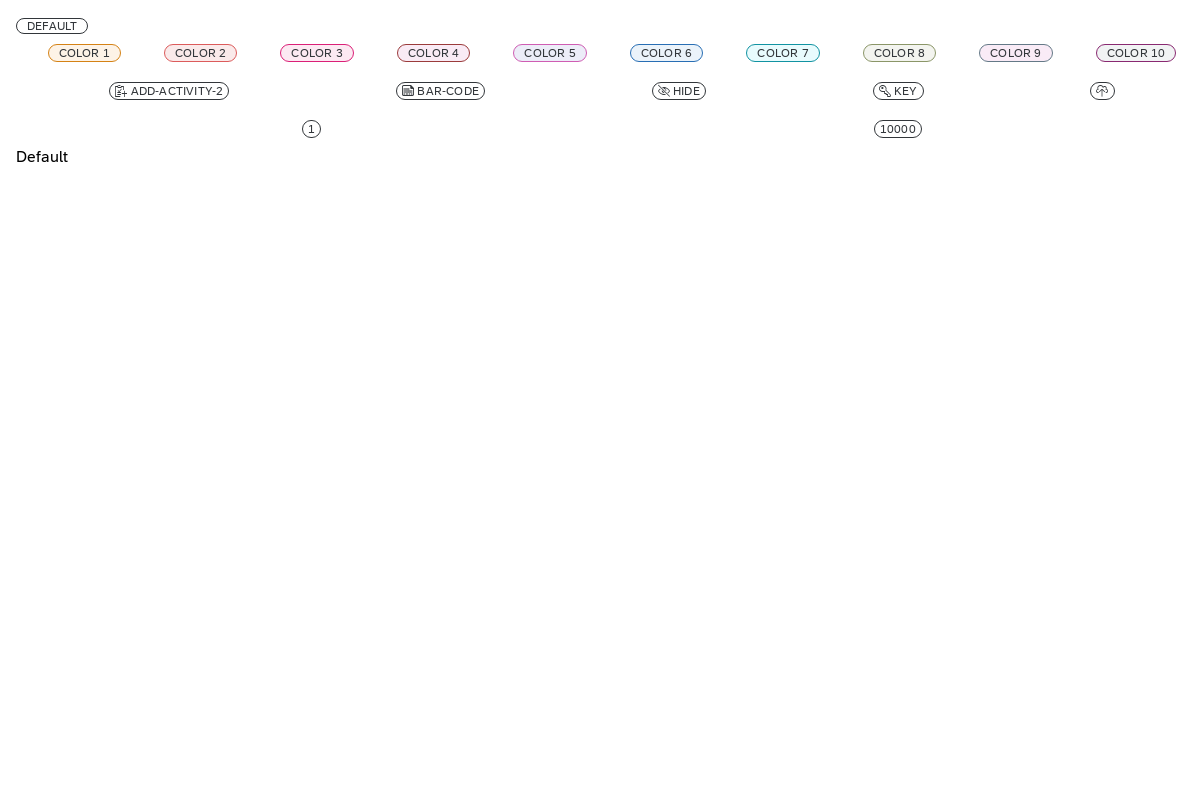 DEFAULT
COLOR 1 COLOR 2 COLOR 3 COLOR 4 COLOR 5 COLOR 6 COLOR 7 COLOR 8 COLOR 9 COLOR 10
ADD-ACTIVITY-2 BAR-CODE HIDE KEY
1 10000
Default